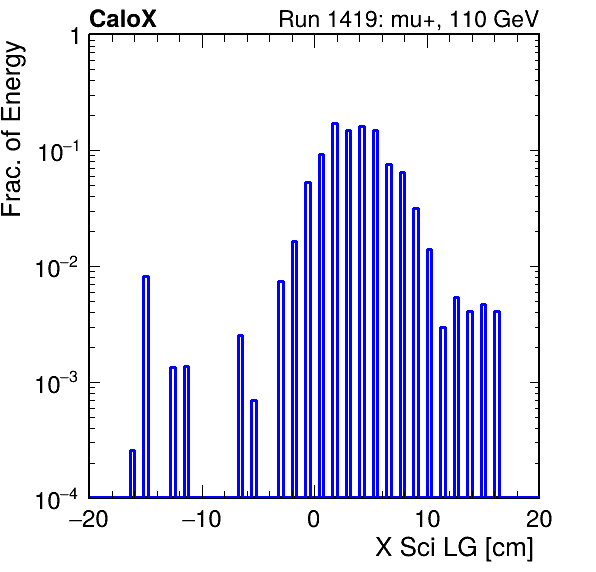 CaloX Run 1419: mu+, 110 GeV
Frac. of Energy
1
10⁻¹
10⁻²
10⁻³
10⁻⁴
−20 −10 0 10 20
X Sci LG [cm]